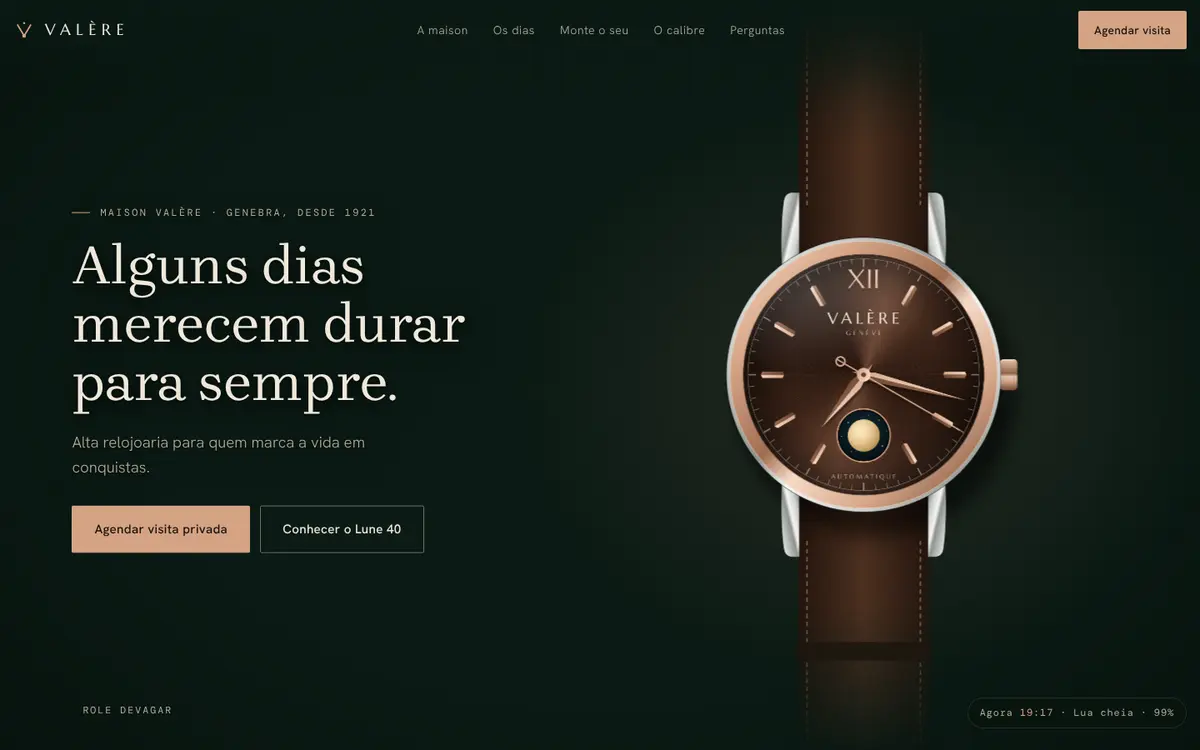 VALÈRE
A maison
Os dias
Monte o seu
O calibre
Perguntas
Agendar visita
MAISON VALÈRE · GENEBRA, DESDE 1921
Alguns dias
merecem durar
para sempre.
Alta relojoaria para quem marca a vida em
conquistas.
Agendar visita privada
Conhecer o Lune 40
XII
VALÈRE
GENÈVE
AUTOMATIQUE
ROLE DEVAGAR
Agora 19:17 · Lua cheia · 99%